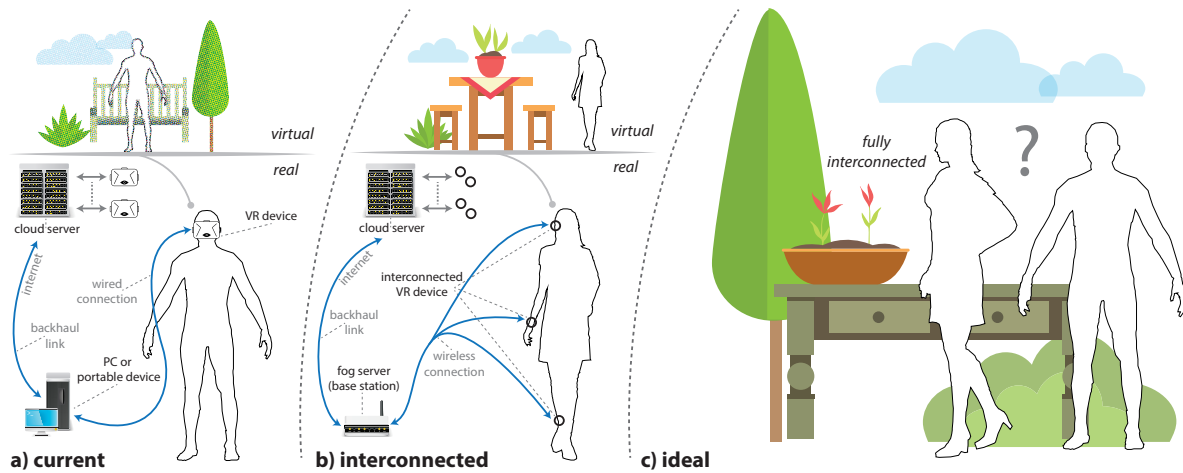 virtual
real
cloud server
VR device
internet
wired
connection
backhaul
link
PC or
portable device
a) current
virtual
real
cloud server
internet
interconnected
VR device
backhaul
link
wireless
connection
fog server
(base station)
b) interconnected
fully
interconnected
?
c) ideal